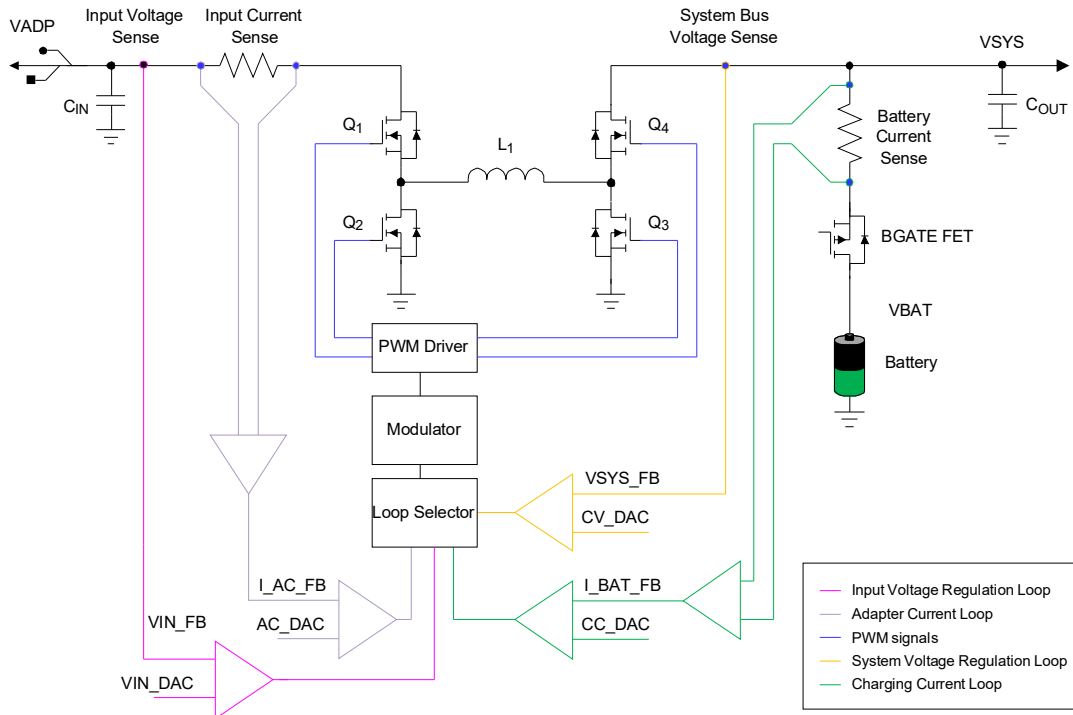 VADP
Input Voltage
Sense
Input Current
Sense
System Bus
Voltage Sense
VSYS
CIN
COUT
Battery
Current
Sense
Q1
Q4
L1
Q2
Q3
BGATE FET
VBAT
Battery
PWM Driver
Modulator
Loop Selector
VSYS_FB
CV_DAC
I_AC_FB
AC_DAC
I_BAT_FB
CC_DAC
VIN_FB
VIN_DAC
Input Voltage Regulation Loop
Adapter Current Loop
PWM signals
System Voltage Regulation Loop
Charging Current Loop